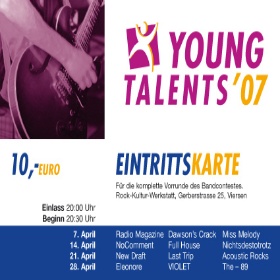 YOUNG
TALENTS '07
10,-EURO
EINTRITTSKARTE
Für die komplette Vorrunde des Bandcontestes.
Rock-Kultur-Werkstatt, Gerberstrasse 25, Viersen
Einlass 20:00 Uhr
Beginn 20:30 Uhr
7. April Radio Magazine Dawson's Crack Miss Melody
14. April NoComment Full House Nichtsdestotrotz
21. April New Draft Last Trip Acoustic Rocks
28. April Eleonore VIOLET The – 89